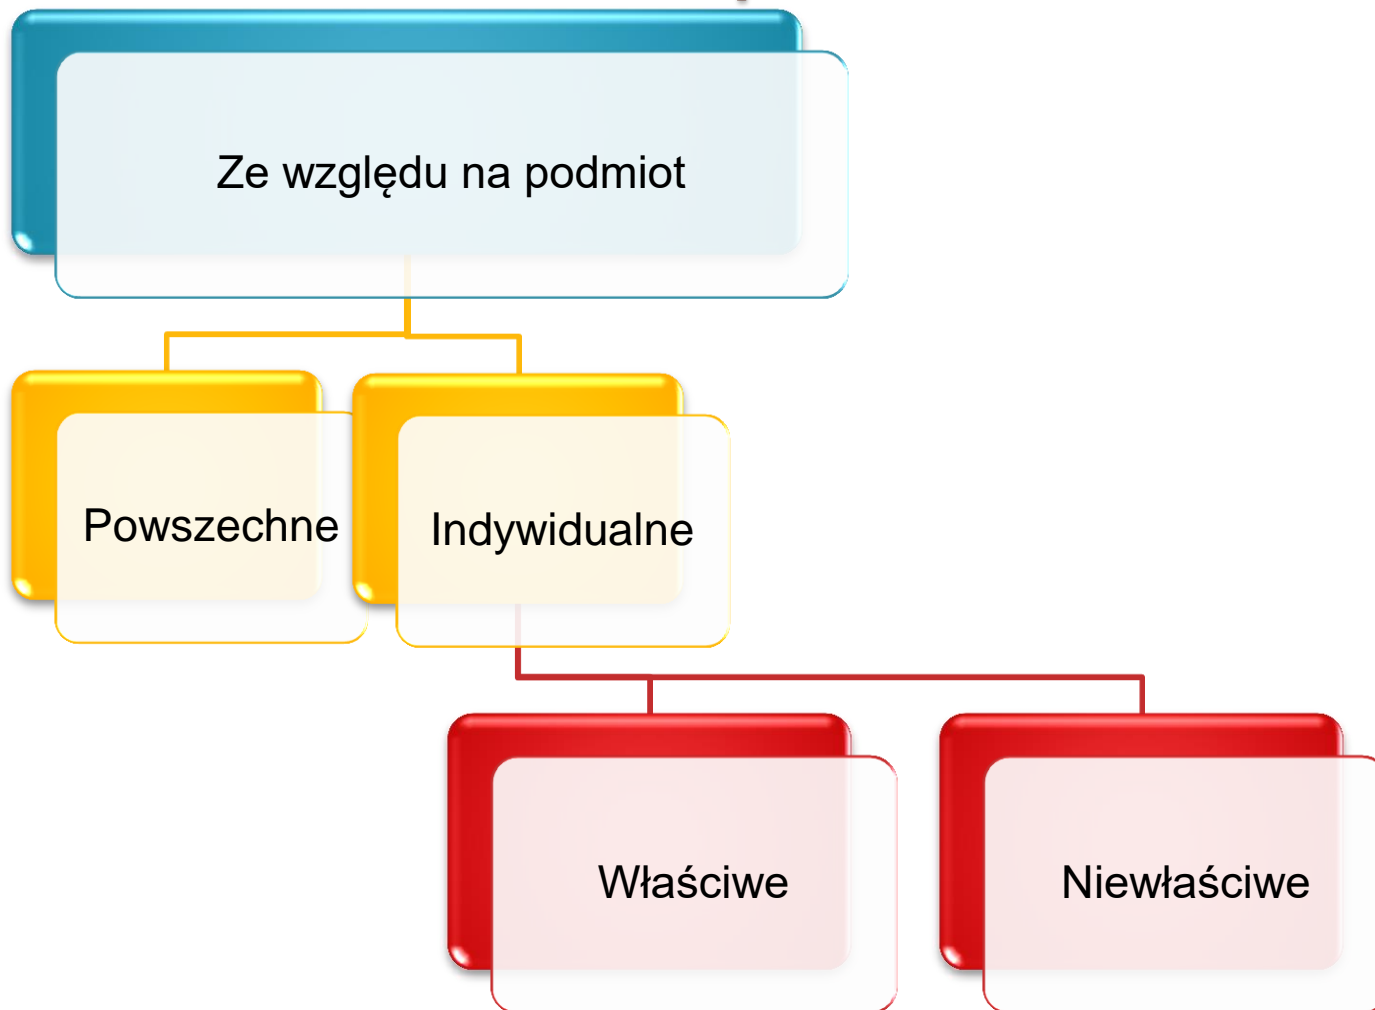 Ze względu na podmiot
Powszechne
Indywidualne
Właściwe
Niewłaściwe